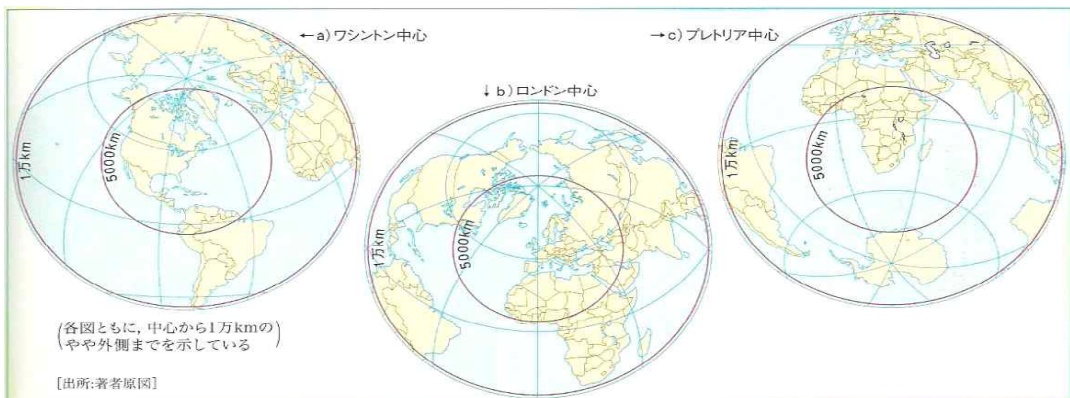 ←a)ワシントン中心
1万km
5000km
↓b)ロンドン中心
1万km
5000km
→c)プレトリア中心
1万km
5000km
(各図ともに,中心から1万kmの
やや外側までを示している)
[出所:著者原図]